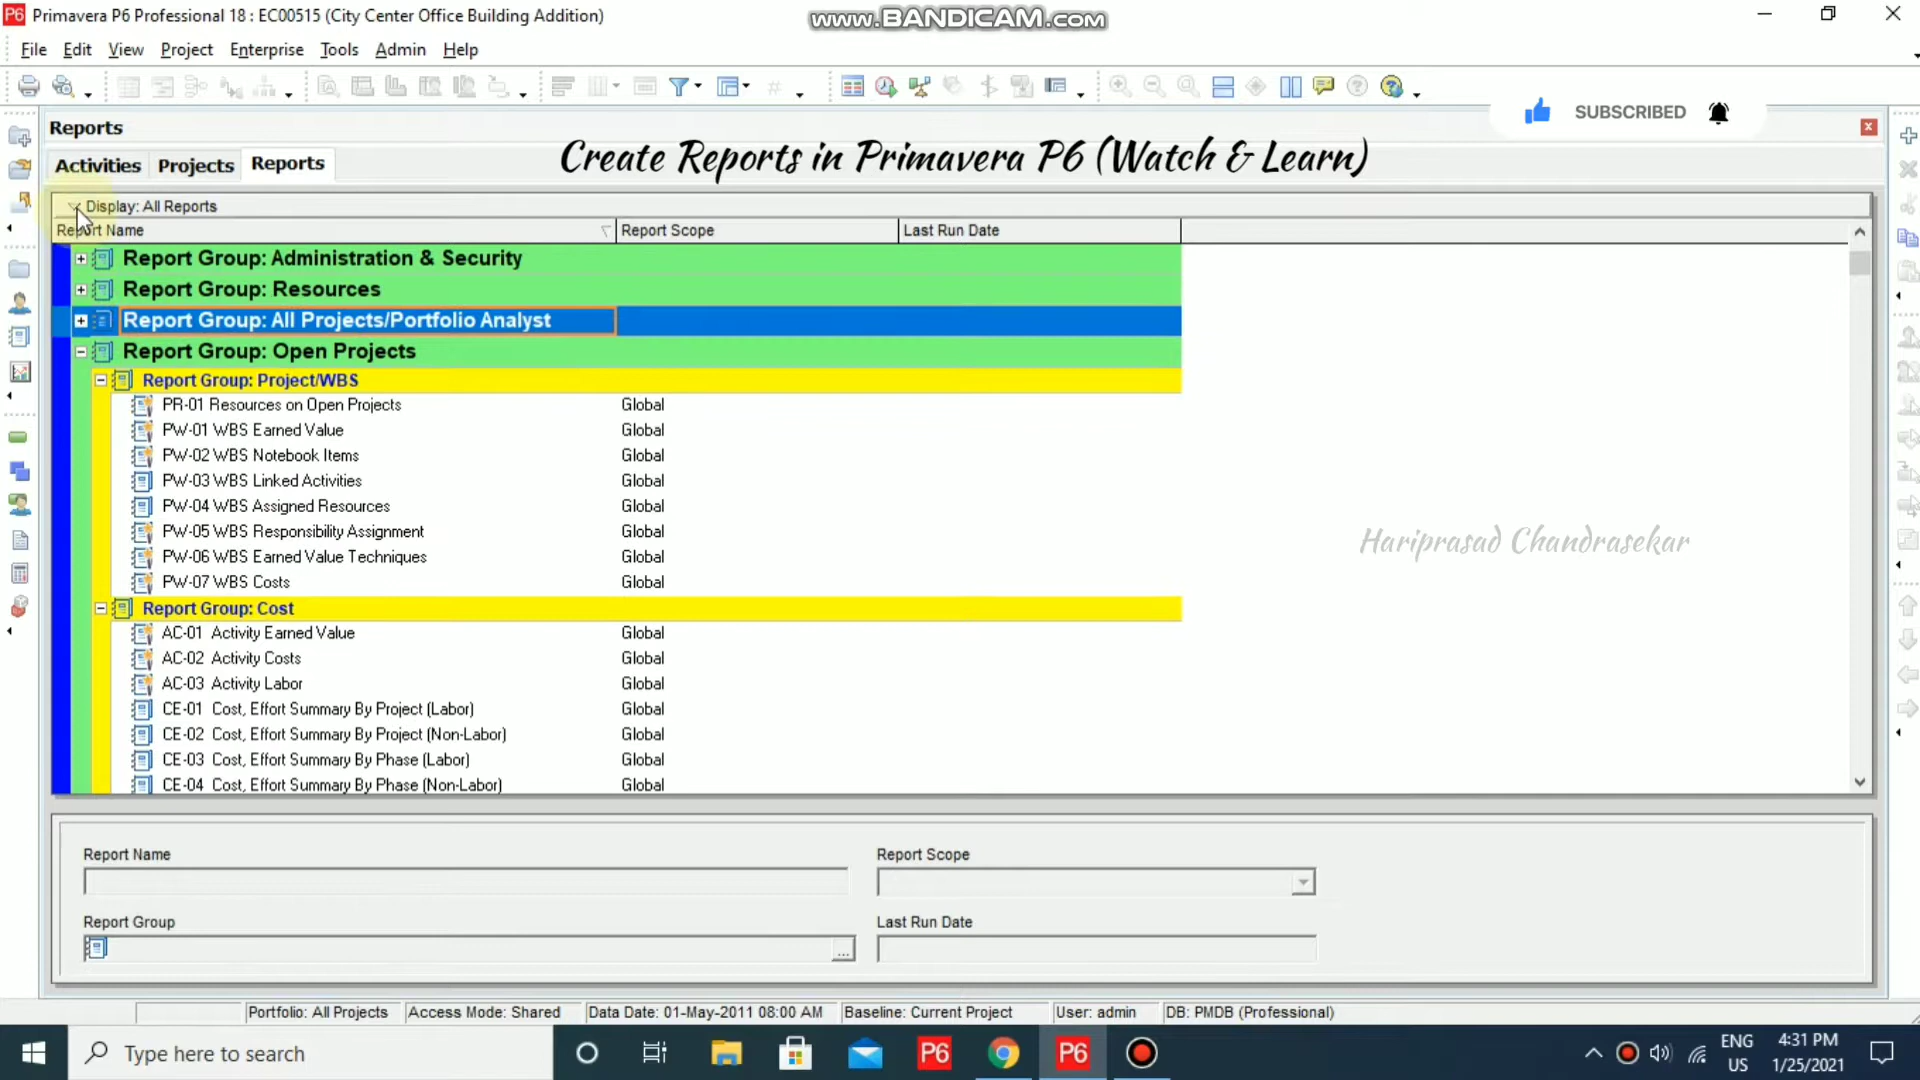 Primavera P6 Professional 18 : EC00515 (City Center Office Building Addition)
www.BANDICAM.com
File Edit View Project Enterprise Tools Admin Help
SUBSCRIBED
Reports
Create Reports in Primavera P6 (Watch & Learn)
Activities Projects Reports
Display: All Reports
Report Name Report Scope Last Run Date
Report Group: Administration & Security
Report Group: Resources
Report Group: All Projects/Portfolio Analyst
Report Group: Open Projects
Report Group: Project/WBS
PR-01 Resources on Open Projects Global
PW-01 WBS Earned Value Global
PW-02 WBS Notebook Items Global
PW-03 WBS Linked Activities Global
PW-04 WBS Assigned Resources Global
PW-05 WBS Responsibility Assignment Global
PW-06 WBS Earned Value Techniques Global
PW-07 WBS Costs Global
Hariprasad Chandrasekar
Report Group: Cost
AC-01 Activity Earned Value Global
AC-02 Activity Costs Global
AC-03 Activity Labor Global
CE-01 Cost, Effort Summary By Project (Labor) Global
CE-02 Cost, Effort Summary By Project (Non-Labor) Global
CE-03 Cost, Effort Summary By Phase (Labor) Global
CE-04 Cost, Effort Summary By Phase (Non-Labor) Global
Report Name Report Scope
Report Group Last Run Date
...
Portfolio: All Projects Access Mode: Shared Data Date: 01-May-2011 08:00 AM Baseline: Current Project User: admin DB: PMDB (Professional)
Type here to search
P6 P6
ENG
US
4:31 PM
1/25/2021